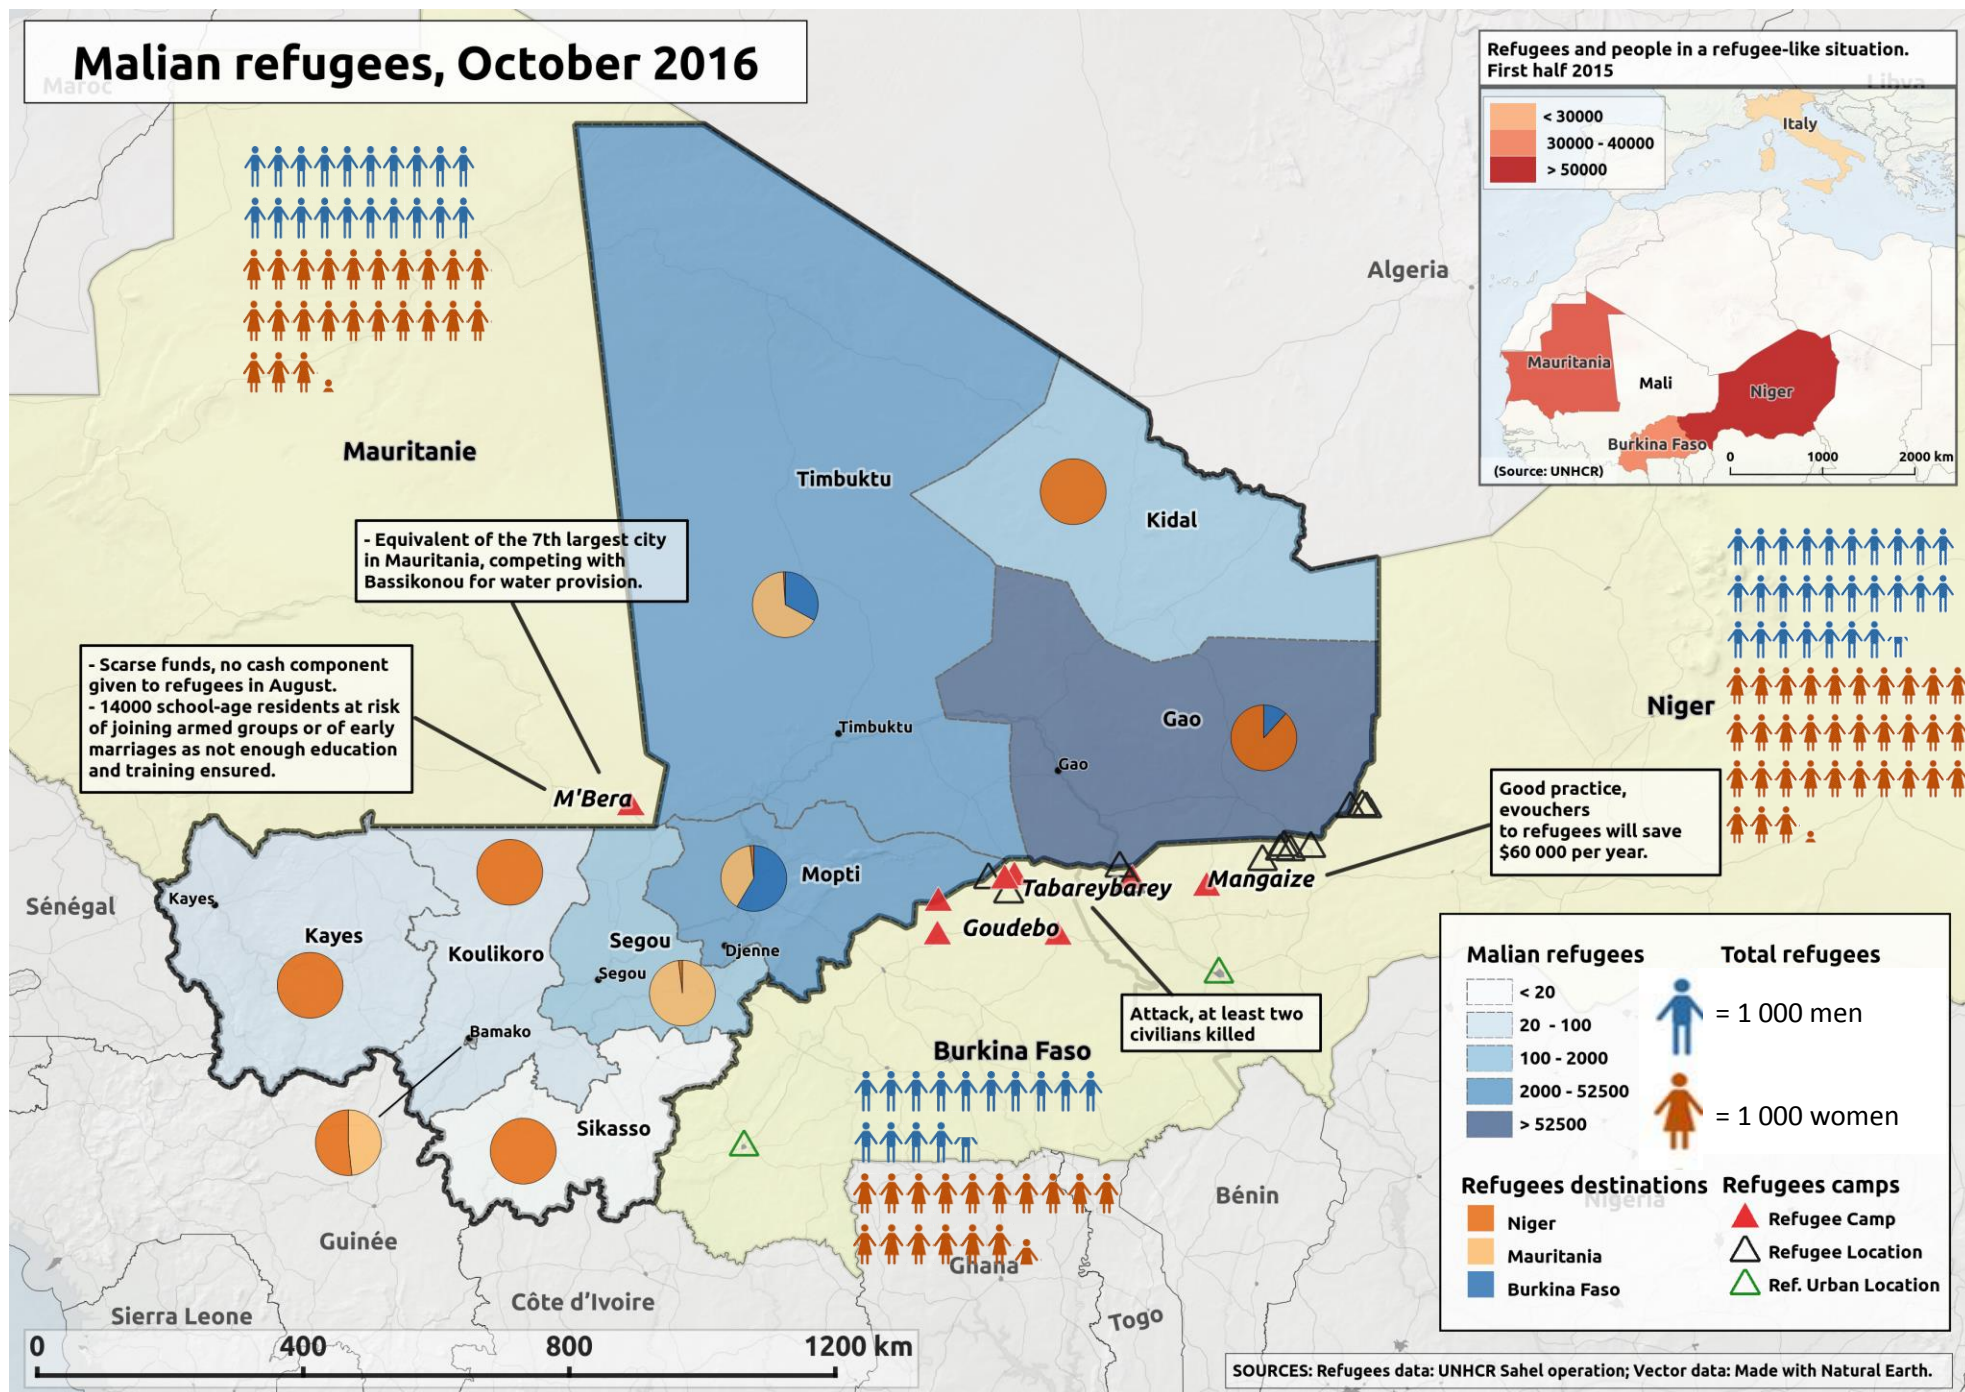 Malian refugees, October 2016
Maroc
Refugees and people in a refugee-like situation.
First half 2015
Libya
< 30000
30000 - 40000
> 50000
Italy
Mauritania
Mali
Niger
Burkina Faso
0 1000 2000 km
(Source: UNHCR)
Algeria
Mauritanie
Timbuktu
Kidal
- Equivalent of the 7th largest city
in Mauritania, competing with
Bassikonou for water provision.
- Scarse funds, no cash component
given to refugees in August.
- 14000 school-age residents at risk
of joining armed groups or of early
marriages as not enough education
and training ensured.
Niger
Gao
Timbuktu
Gao
M'Bera
Good practice,
evouchers
to refugees will save
$60 000 per year.
Mopti
Tabareybarey
Mangaize
Sénégal
Kayes
Kayes
Koulikoro
Segou
Djenne
Segou
Goudebo
Bamako
Attack, at least two
civilians killed
Burkina Faso
Sikasso
Guinée
Ghana
Bénin
Nigeria
Togo
Sierra Leone
Côte d'Ivoire
Malian refugees
< 20
20 - 100
100 - 2000
2000 - 52500
> 52500
Total refugees
= 1 000 men
= 1 000 women
Refugees destinations
Niger
Mauritania
Burkina Faso
Refugees camps
Refugee Camp
Refugee Location
Ref. Urban Location
0 400 800 1200 km
SOURCES: Refugees data: UNHCR Sahel operation; Vector data: Made with Natural Earth.